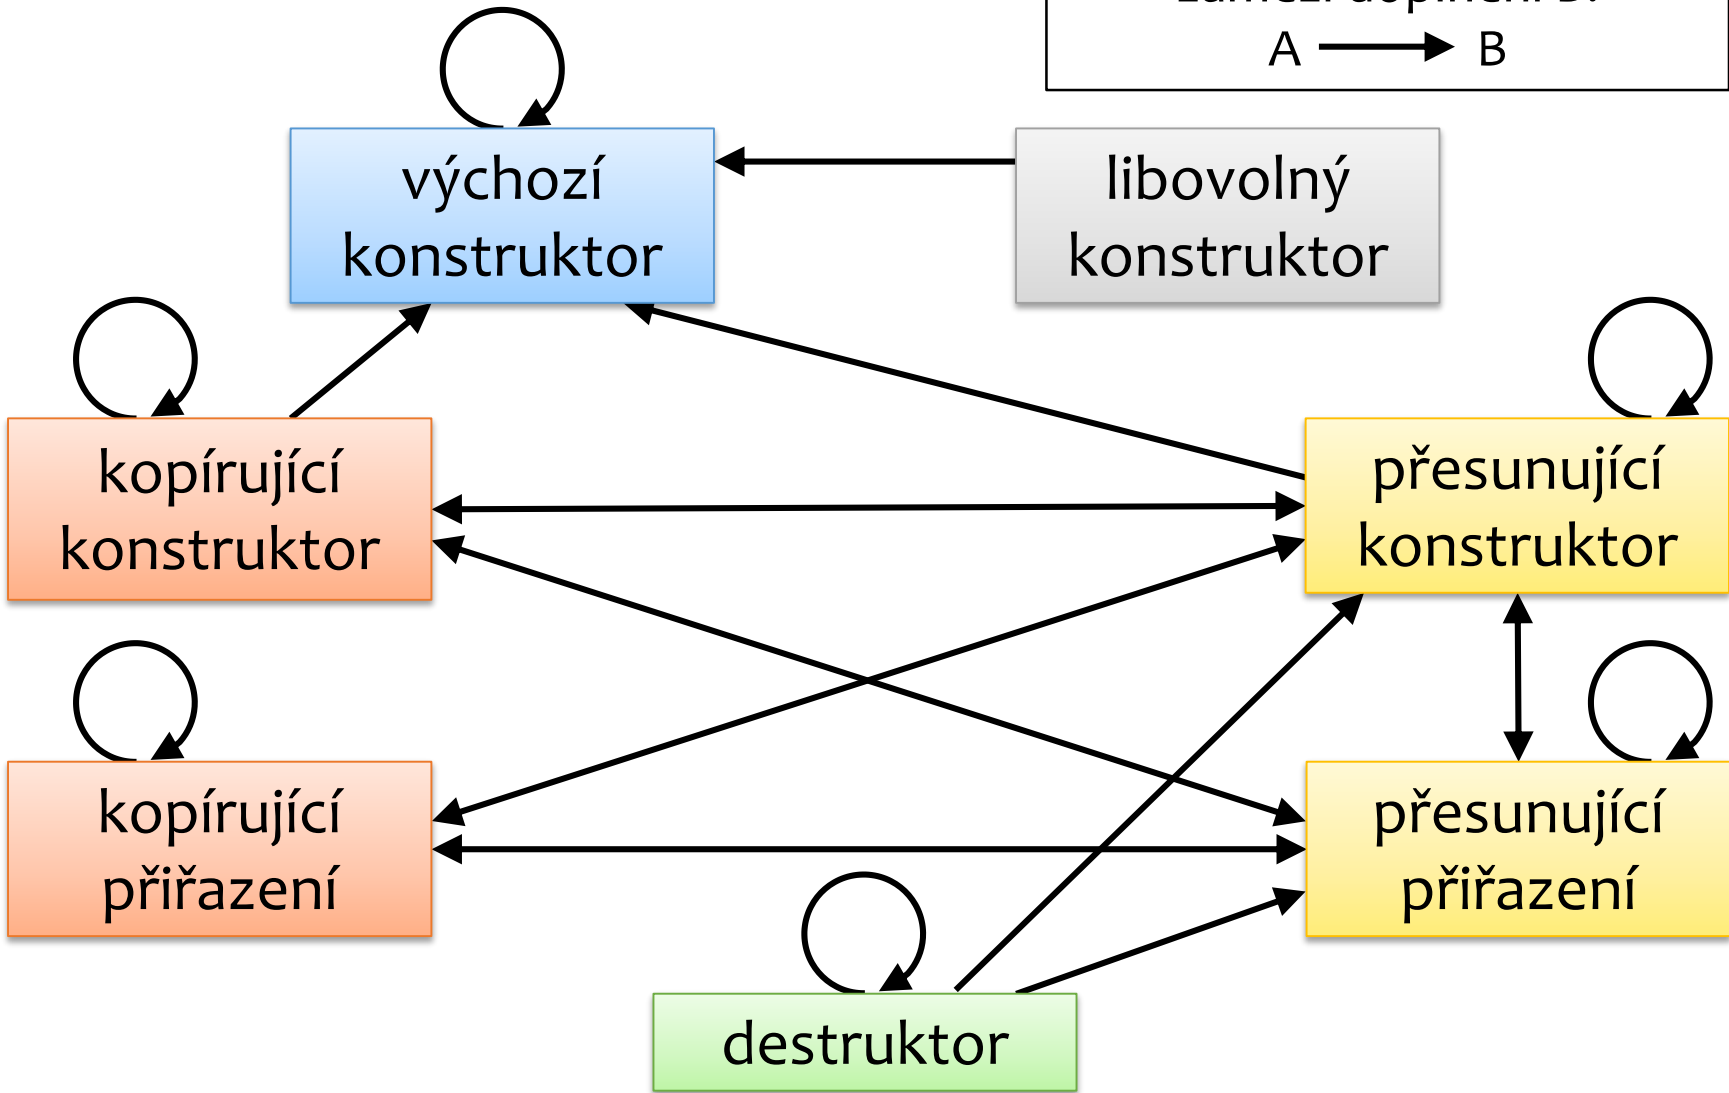 A B
výchozí
konstruktor
libovolný
konstruktor
kopírující
konstruktor
přesunující
konstruktor
kopírující
přiřazení
přesunující
přiřazení
destruktor